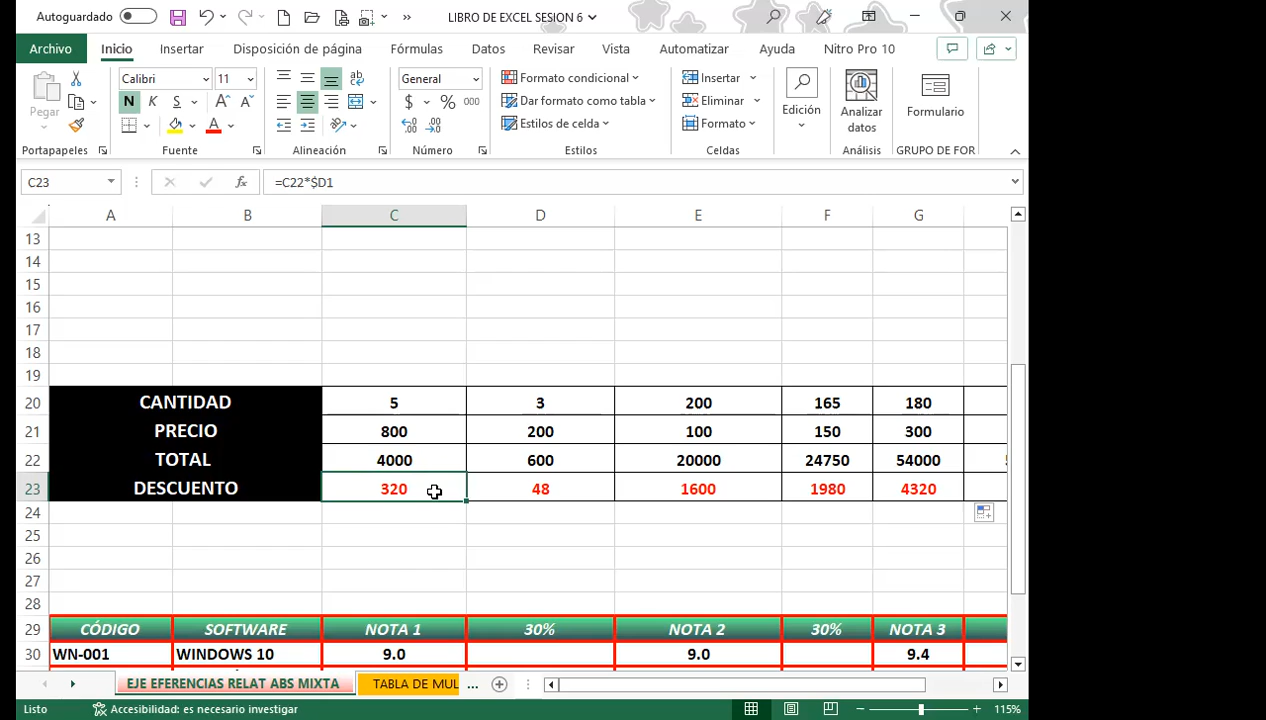 Autoguardado
LIBRO DE EXCEL SESION 6
Archivo Inicio Insertar Disposición de página Fórmulas Datos Revisar Vista Automatizar Ayuda Nitro Pro 10
Pegar
Calibri 11
N K S
General
$ % 000
Formato condicional
Dar formato como tabla
Estilos de celda
Insertar
Eliminar
Formato
Edición
Analizar datos
Formulario
Portapapeles Fuente Alineación Número Estilos Celdas Análisis GRUPO DE FOR
C23 fx =C22*$D1
A B C D E F G
13
14
15
16
17
18
19
20 CANTIDAD 5 3 200 165 180
21 PRECIO 800 200 100 150 300
22 TOTAL 4000 600 20000 24750 54000
23 DESCUENTO 320 48 1600 1980 4320
24
25
26
27
28
29 CÓDIGO SOFTWARE NOTA 1 30% NOTA 2 30% NOTA 3
30 WN-001 WINDOWS 10 9.0 9.0 9.4
EJE EFERENCIAS RELAT ABS MIXTA TABLA DE MUL ...
Listo Accesibilidad: es necesario investigar 115%